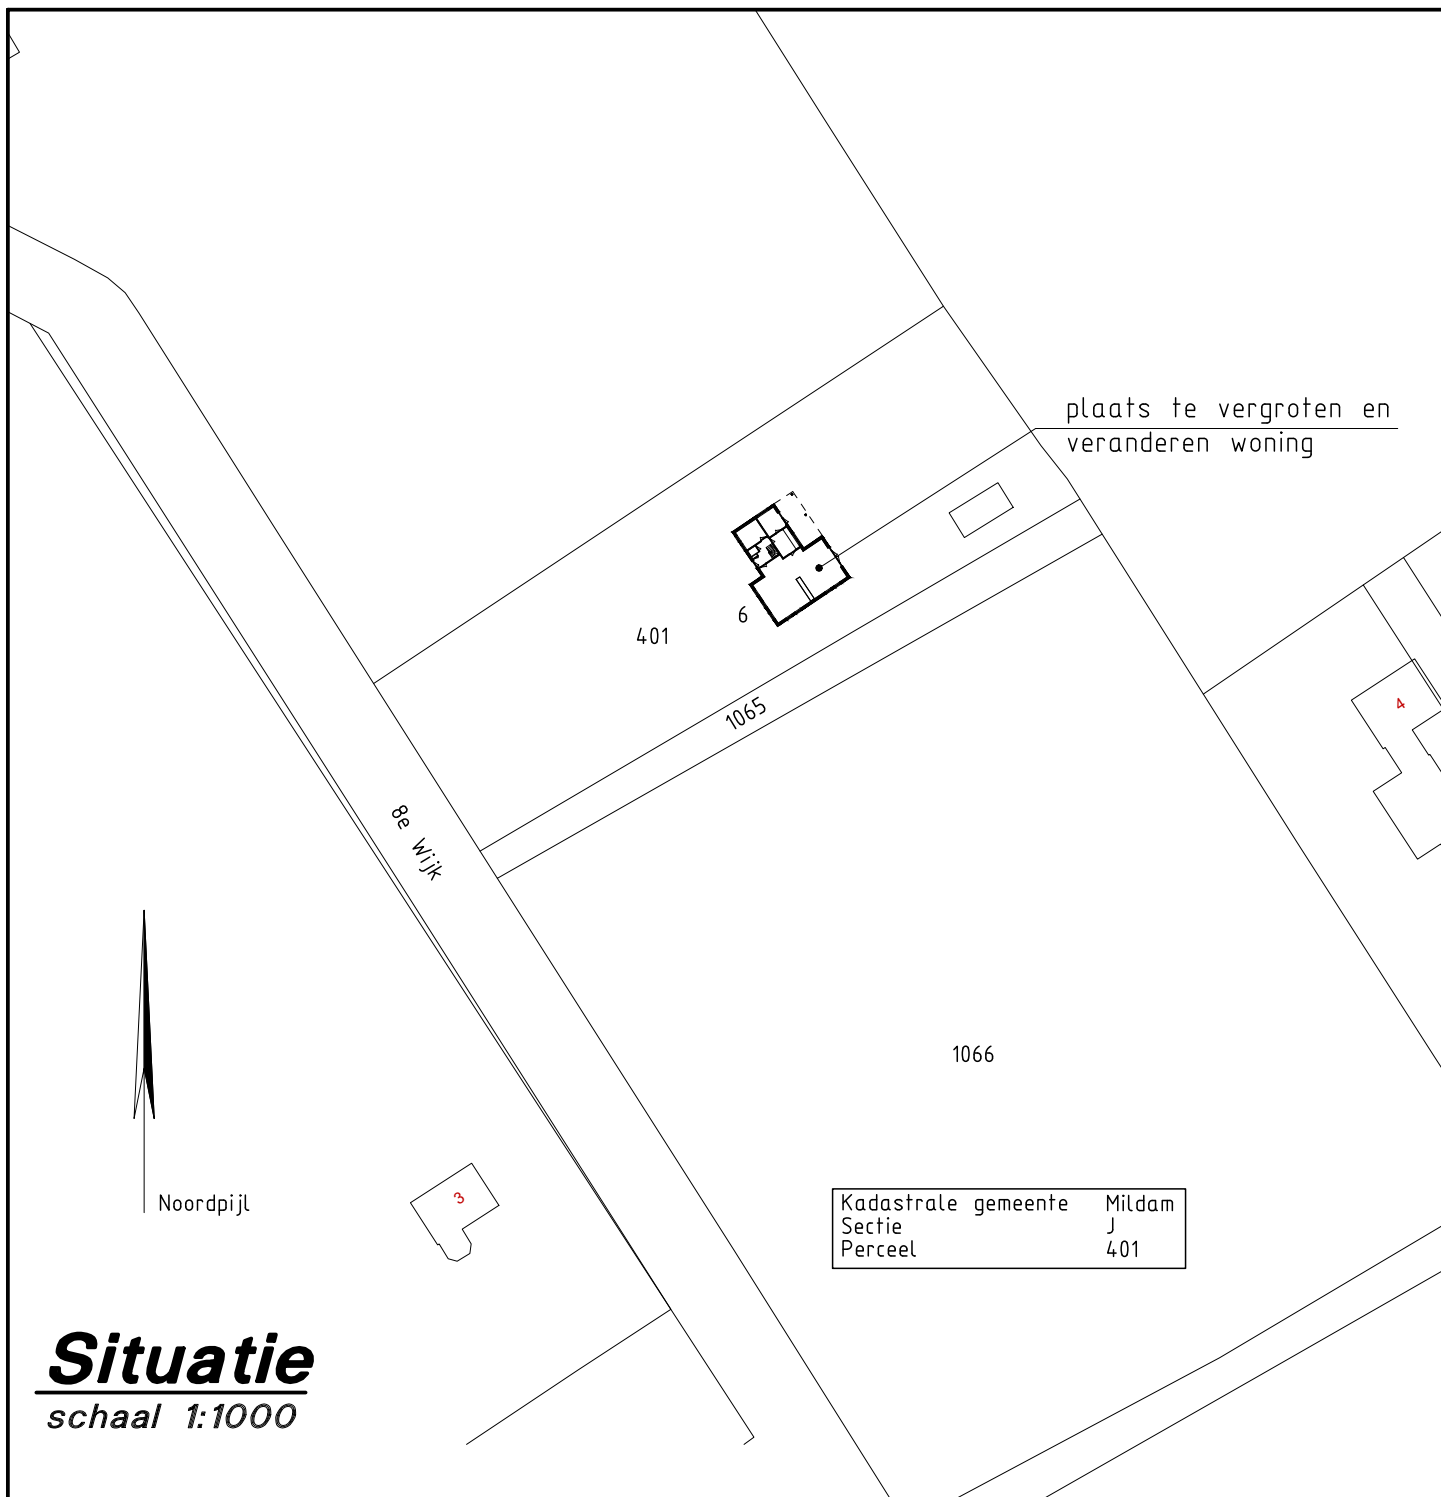 plaats te vergroten en
veranderen woning
6
401
1065
4
8e Wijk
1066
Noordpijl
3
Kadastrale gemeente Mildam
Sectie J
Perceel 401
Situatie
schaal 1:1000